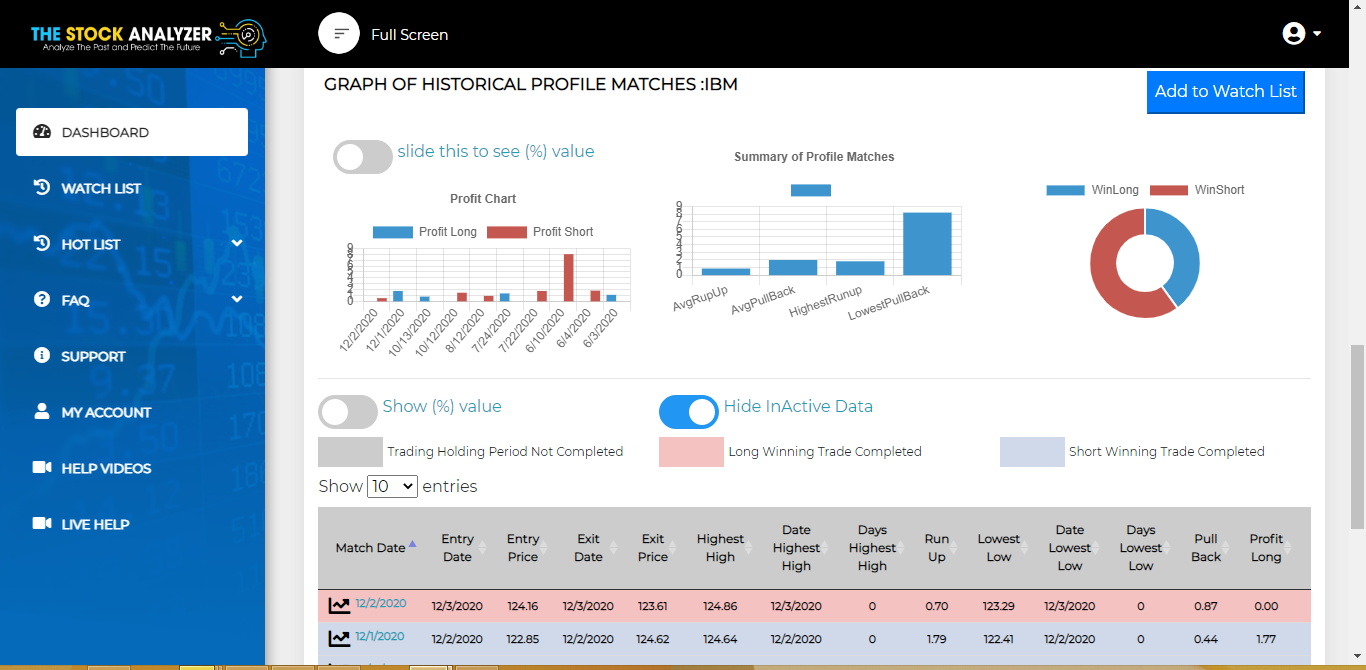 THE STOCK ANALYZER
Analyze The Past and Predict The Future
Full Screen
DASHBOARD
WATCH LIST
HOT LIST
FAQ
SUPPORT
MY ACCOUNT
HELP VIDEOS
LIVE HELP
GRAPH OF HISTORICAL PROFILE MATCHES :IBM
Add to Watch List
slide this to see (%) value
Profit Chart
Profit Long Profit Short
9
8
7
6
5
4
3
2
1
0
12/2/2020 12/1/2020 10/13/2020 10/12/2020 8/12/2020 7/24/2020 7/22/2020 6/10/2020 6/4/2020 6/3/2020
Summary of Profile Matches
9
8
7
6
5
4
3
2
1
0
AvgRupUp AvgPullBack HighestRunup LowestPullBack
WinLong WinShort
Show (%) value
Hide InActive Data
Trading Holding Period Not Completed
Long Winning Trade Completed
Short Winning Trade Completed
Show 10 entries
Match Date Entry Date Entry Price Exit Date Exit Price Highest High Date Highest High Days Highest High Run Up Lowest Low Date Lowest Low Days Lowest Low Pull Back Profit Long
12/2/2020 12/3/2020 124.16 12/3/2020 123.61 124.86 12/3/2020 0 0.70 123.29 12/3/2020 0 0.87 0.00
12/1/2020 12/2/2020 122.85 12/2/2020 124.62 124.64 12/2/2020 0 1.79 122.41 12/2/2020 0 0.44 1.77